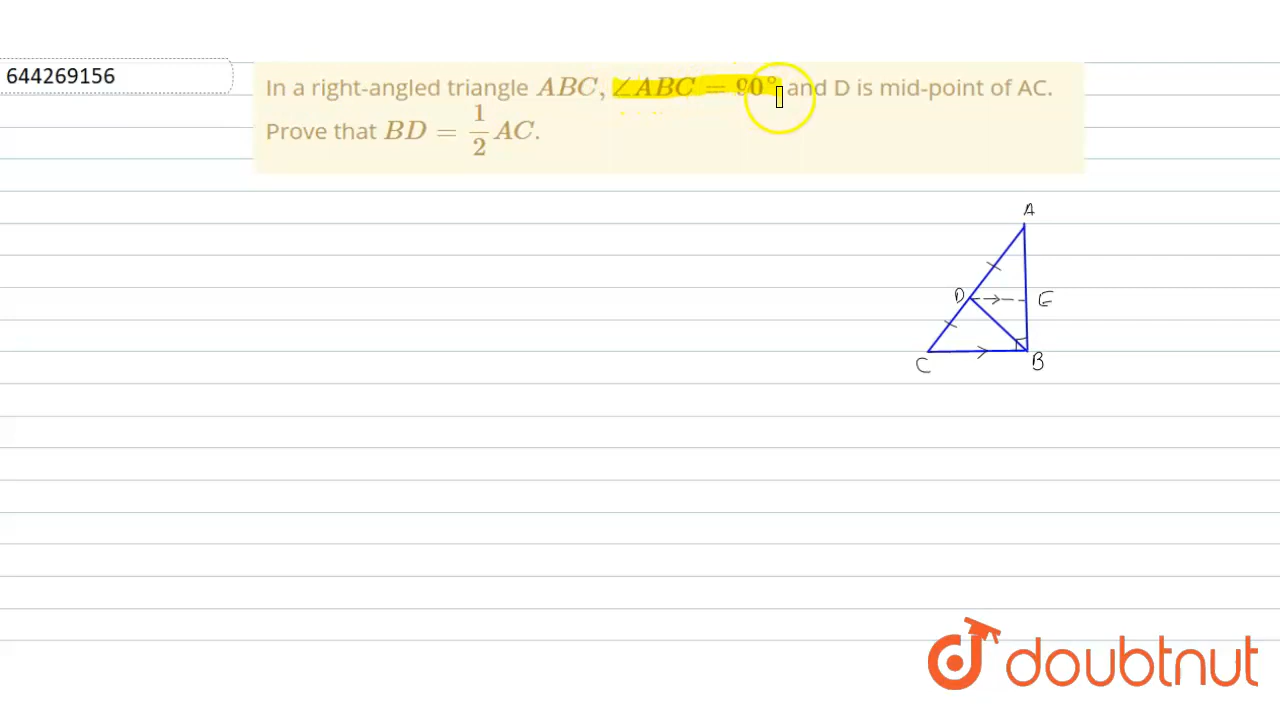 644269156
In a right-angled triangle ABC, ∠ABC = 90° and D is mid-point of AC.
Prove that BD = 1/2 AC.
A
D
E
C
B
doubtnut